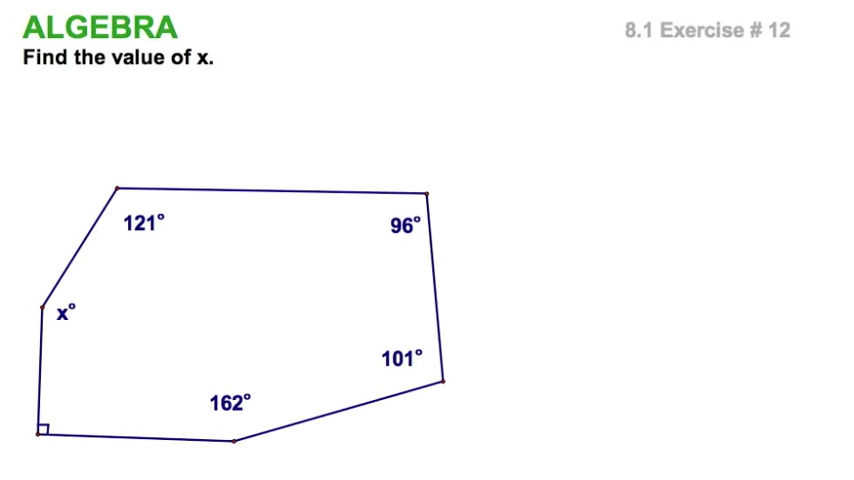 ALGEBRA
8.1 Exercise # 12
Find the value of x.
121°
96°
x°
101°
162°